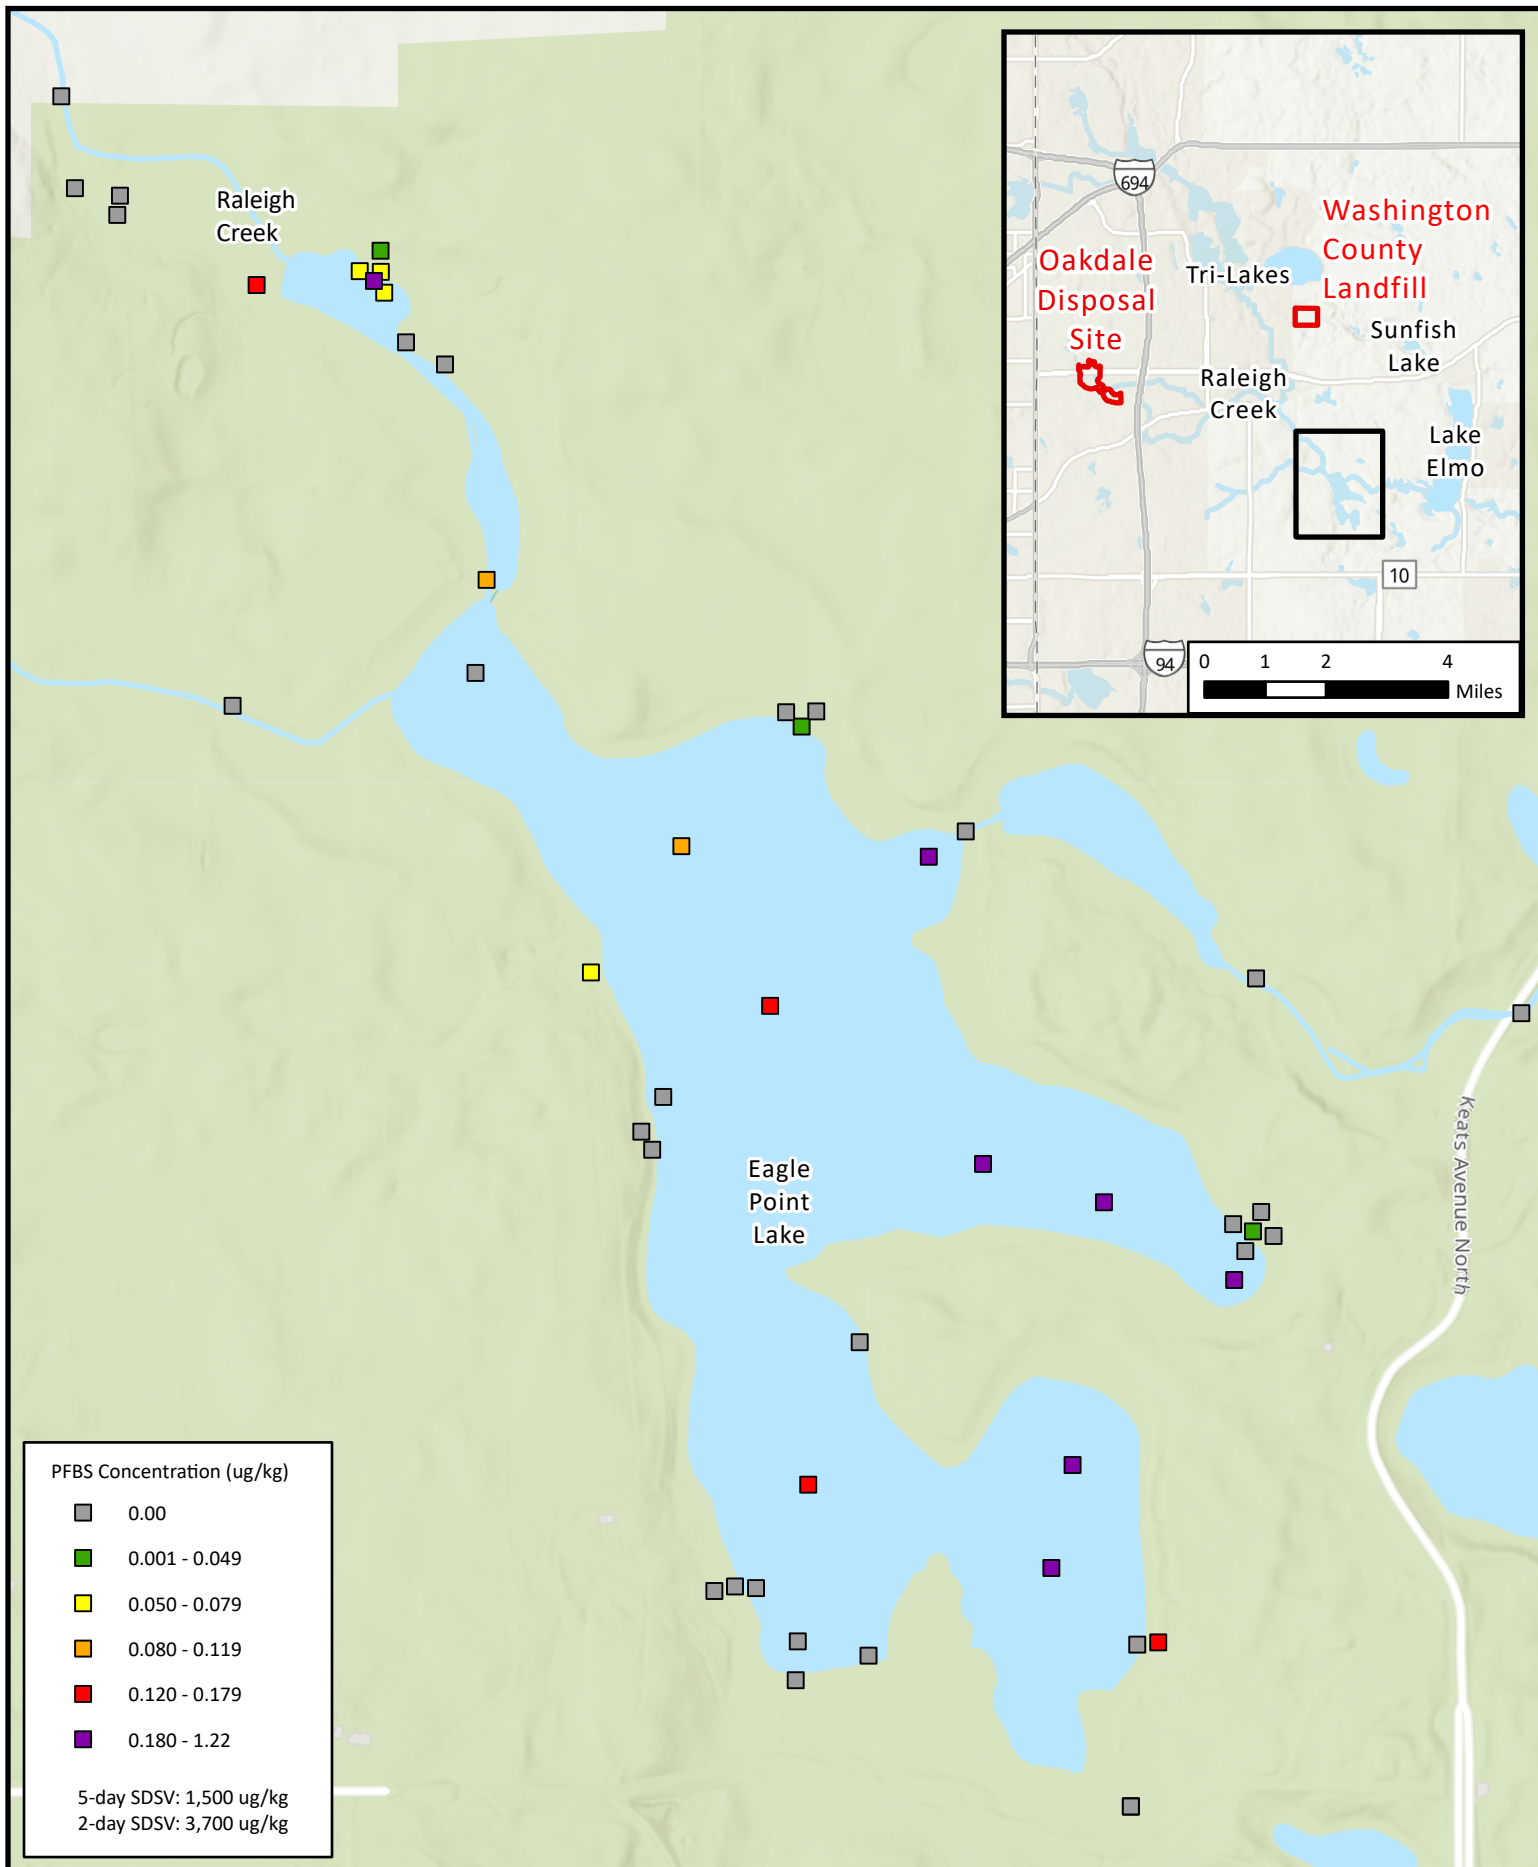 Raleigh
Creek
694
Washington
County
Landfill
Oakdale
Disposal
Site
Tri-Lakes
Sunfish
Lake
Raleigh
Creek
Lake
Elmo
10
94
0 1 2 4
Miles
Eagle
Point
Lake
Keats Avenue North
PFBS Concentration (ug/kg)
0.00
0.001 - 0.049
0.050 - 0.079
0.080 - 0.119
0.120 - 0.179
0.180 - 1.22
5-day SDSV: 1,500 ug/kg
2-day SDSV: 3,700 ug/kg